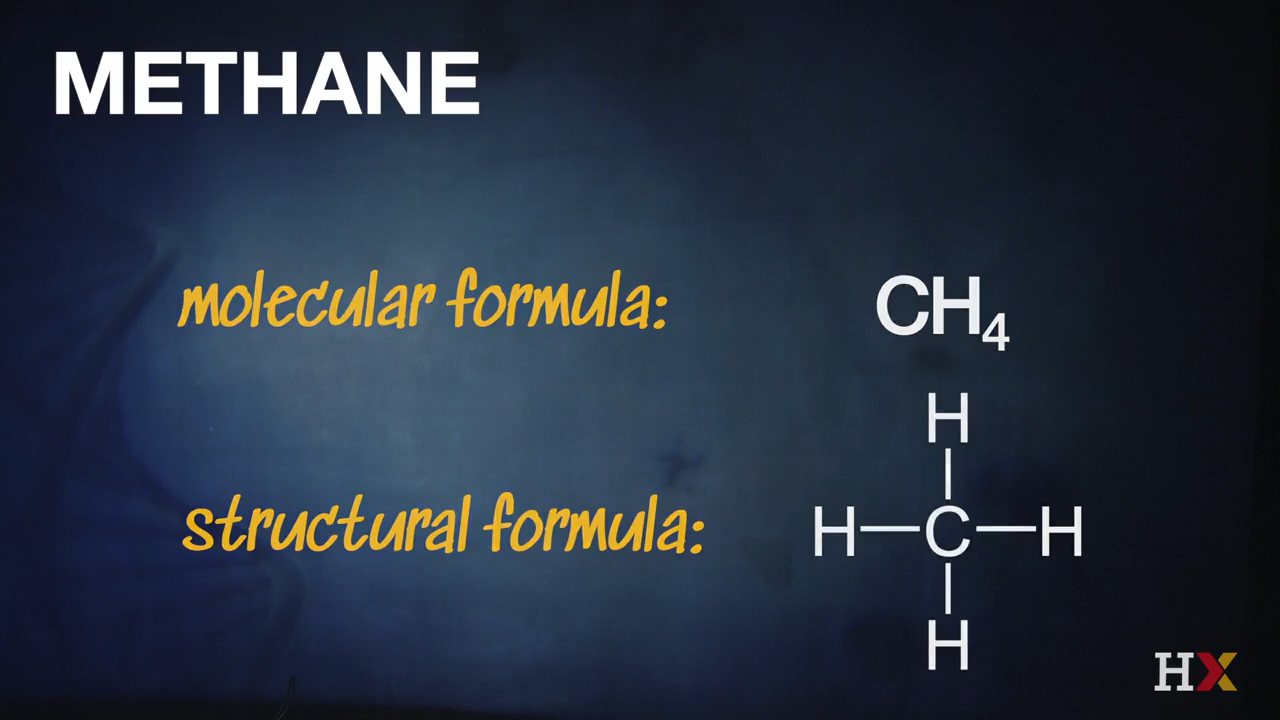 METHANE
molecular formula:
CH₄
H
structural formula:
H—C—H
H
HX